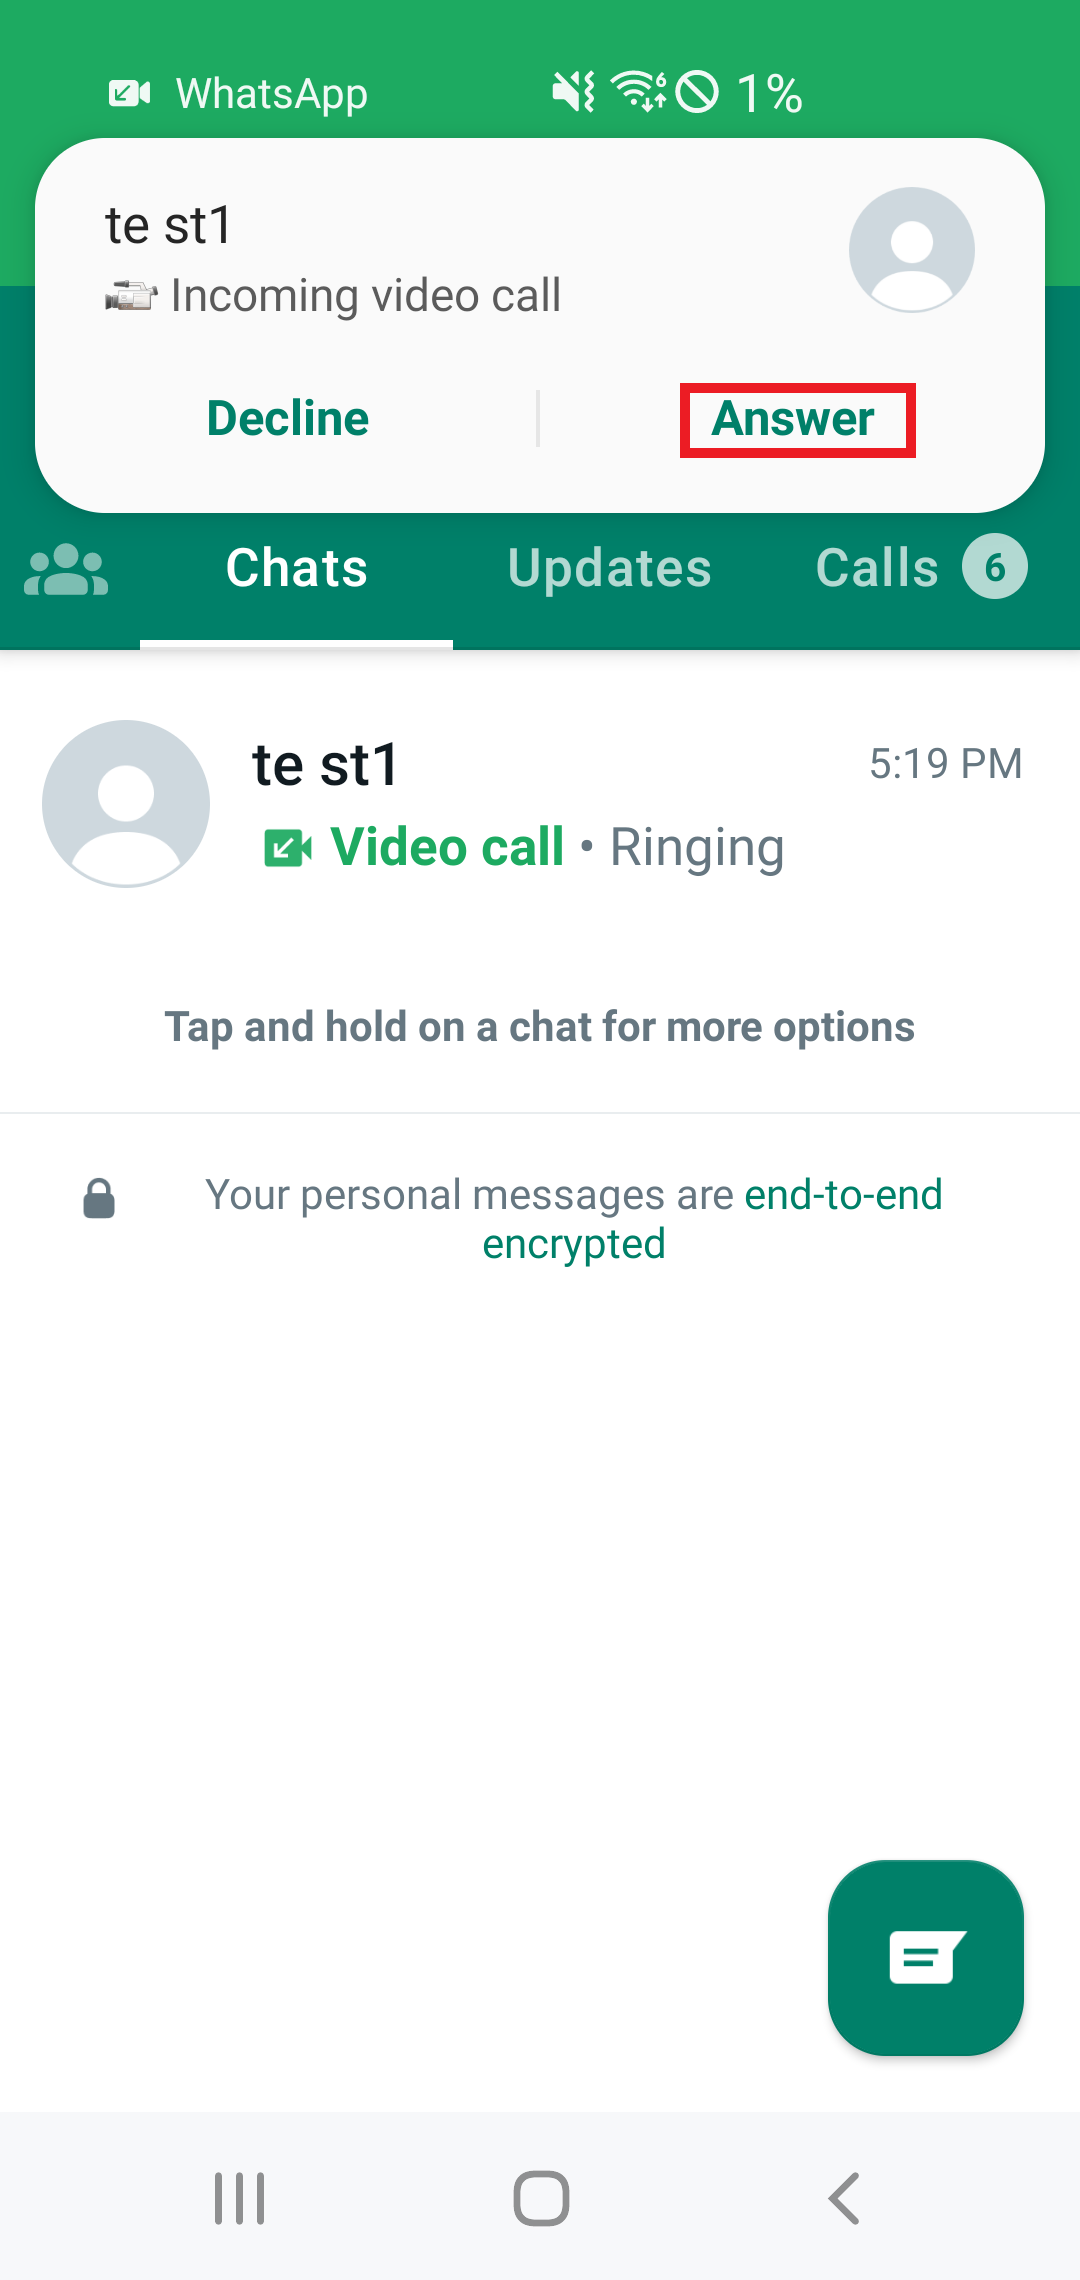 WhatsApp 6 1%
te st1
Incoming video call
Decline Answer
Chats Updates Calls 6
te st1 5:19 PM
Video call • Ringing
Tap and hold on a chat for more options
Your personal messages are end-to-end
encrypted